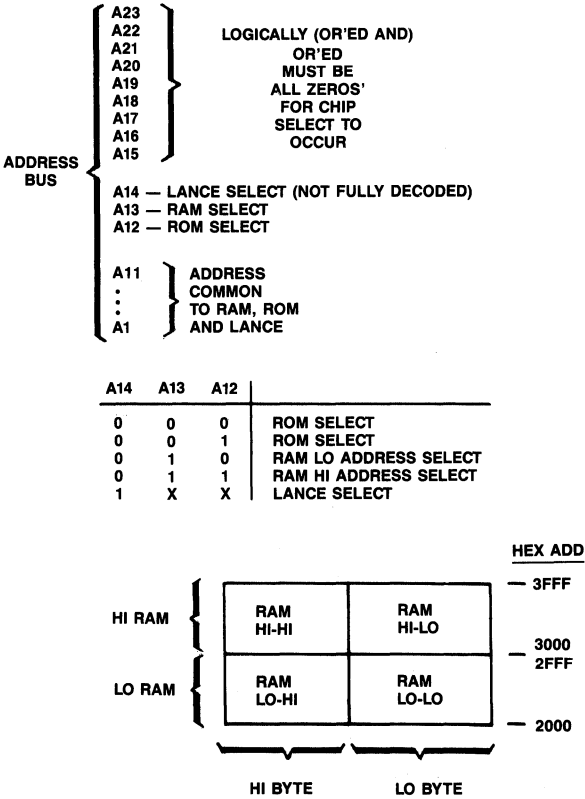 A23
A22
A21
A20
A19
A18
A17
A16
A15
LOGICALLY (OR'ED AND)
OR'ED
MUST BE
ALL ZEROS'
FOR CHIP
SELECT TO
OCCUR
ADDRESS
BUS
A14 — LANCE SELECT (NOT FULLY DECODED)
A13 — RAM SELECT
A12 — ROM SELECT
A11
A1
ADDRESS
COMMON
TO RAM, ROM
AND LANCE
A14 A13 A12
0 0 0 ROM SELECT
0 0 1 ROM SELECT
0 1 0 RAM LO ADDRESS SELECT
0 1 1 RAM HI ADDRESS SELECT
1 X X LANCE SELECT
HEX ADD
3FFF
HI RAM
RAM
HI-HI
RAM
HI-LO
3000
2FFF
LO RAM
RAM
LO-HI
RAM
LO-LO
2000
HI BYTE
LO BYTE